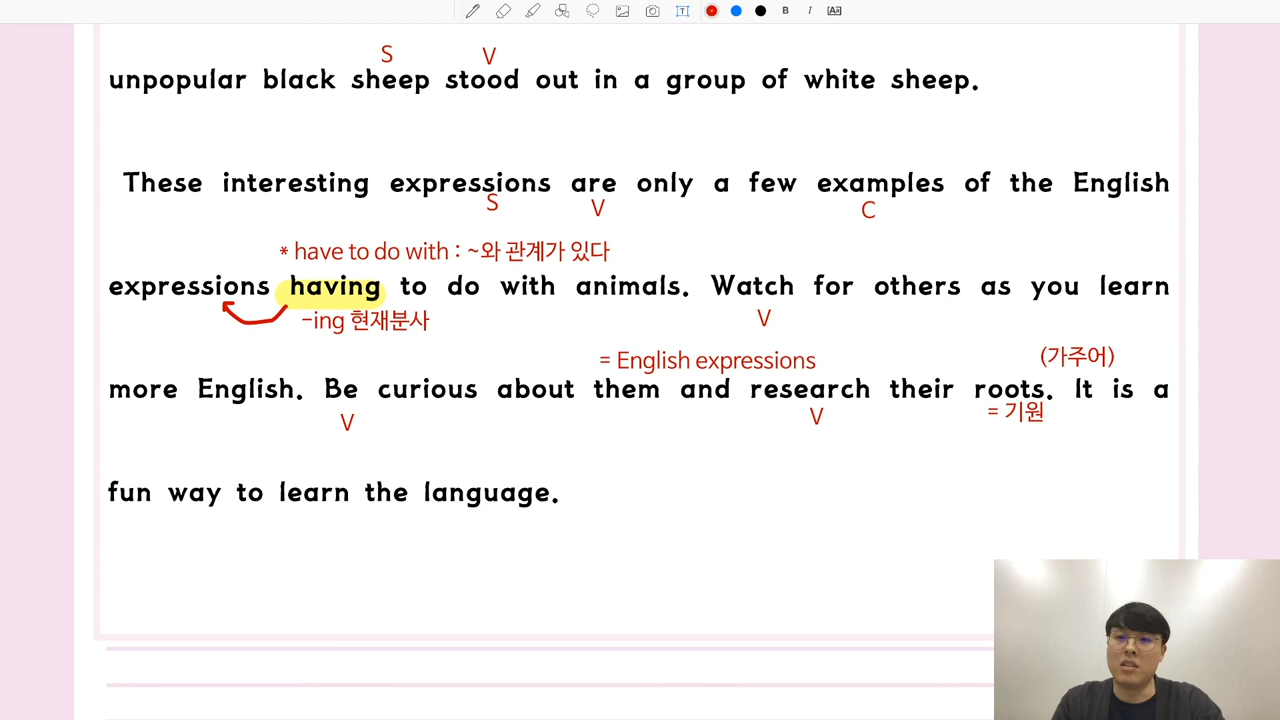 B I Aa
S V
unpopular black sheep stood out in a group of white sheep.
These interesting expressions are only a few examples of the English
S V C
* have to do with : ~와 관계가 있다
expressions having to do with animals. Watch for others as you learn
-ing 현재분사 V
= English expressions (가주어)
more English. Be curious about them and research their roots. It is a
V V = 기원
fun way to learn the language.